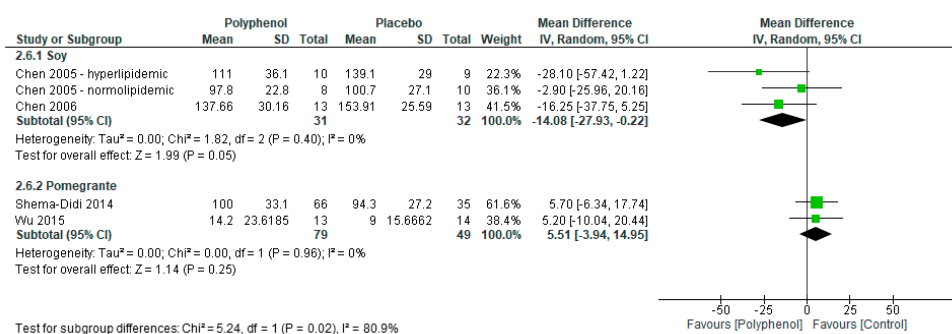 Polyphenol Placebo Mean Difference Mean Difference
Study or Subgroup Mean SD Total Mean SD Total Weight IV, Random, 95% CI IV, Random, 95% CI
2.6.1 Soy
Chen 2005 - hyperlipidemic 111 36.1 10 139.1 29 9 22.3% -28.10 [-57.42, 1.22]
Chen 2005 - normolipidemic 97.8 22.8 8 100.7 27.1 10 36.1% -2.90 [-25.96, 20.16]
Chen 2006 137.66 30.16 13 153.91 25.59 13 41.5% -16.25 [-37.75, 5.25]
Subtotal (95% CI) 31 32 100.0% -14.08 [-27.93, -0.22]
Heterogeneity: Tau² = 0.00; Chi² = 1.82, df = 2 (P = 0.40); I² = 0%
Test for overall effect: Z = 1.99 (P = 0.05)
2.6.2 Pomegrante
Shema-Didi 2014 100 33.1 66 94.3 27.2 35 61.6% 5.70 [-6.34, 17.74]
Wu 2015 14.2 23.6185 13 9 15.6662 14 38.4% 5.20 [-10.04, 20.44]
Subtotal (95% CI) 79 49 100.0% 5.51 [-3.94, 14.95]
Heterogeneity: Tau² = 0.00; Chi² = 0.00, df = 1 (P = 0.96); I² = 0%
Test for overall effect: Z = 1.14 (P = 0.25)
-50 -25 0 25 50
Favours [Polyphenol] Favours [Control]
Test for subgroup differences: Chi² = 5.24, df = 1 (P = 0.02), I² = 80.9%